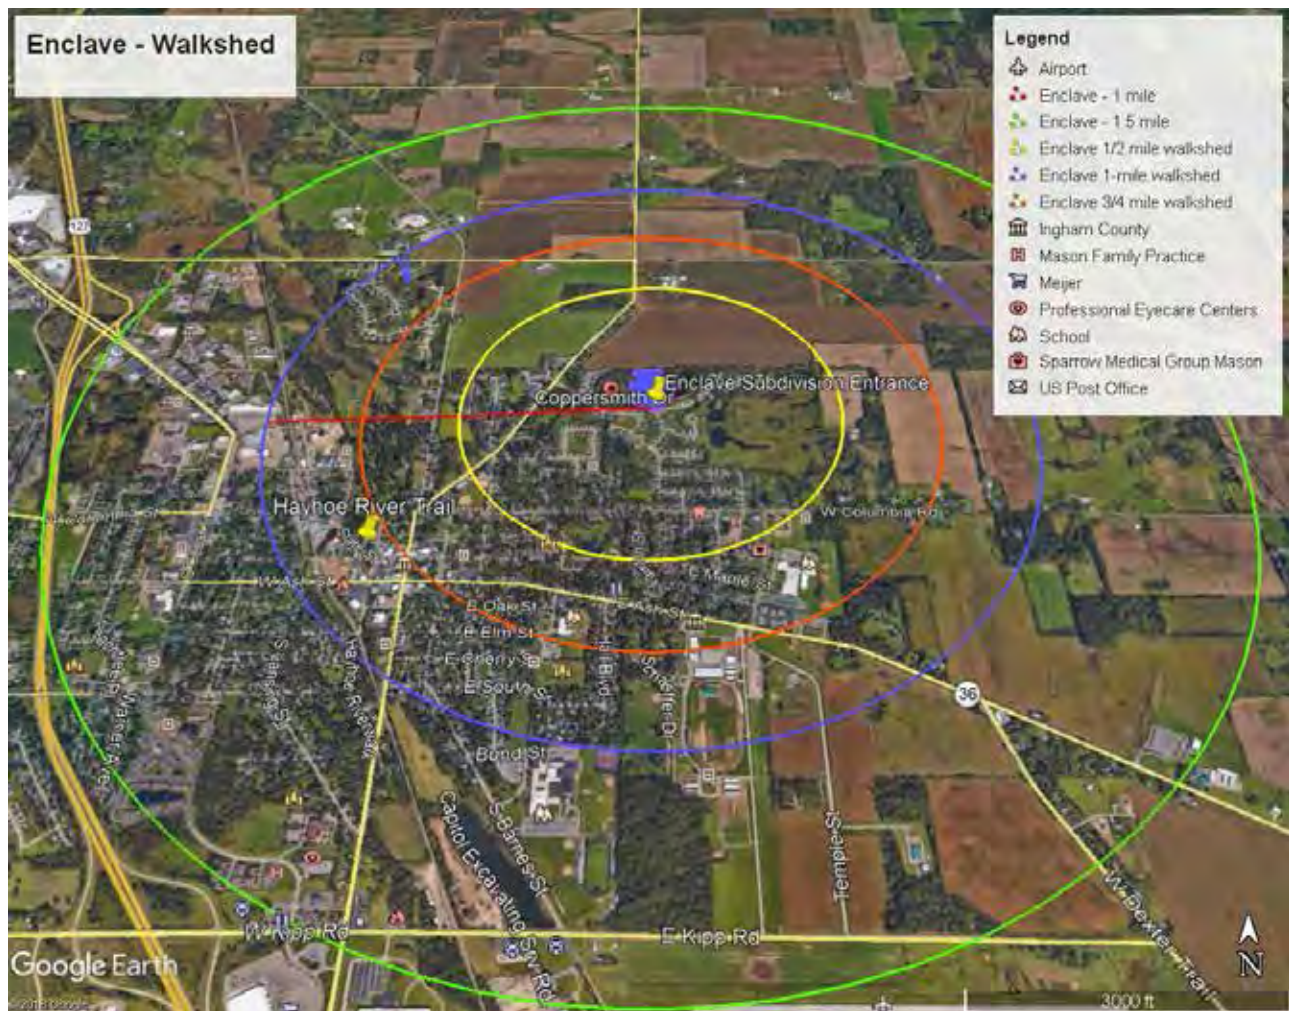 Enclave - Walkshed
Legend
Airport
Enclave - 1 mile
Enclave - 1 5 mile
Enclave 1/2 mile walkshed
Enclave 1-mile walkshed
Enclave 3/4 mile walkshed
Ingham County
Mason Family Practice
Meijer
Professional Eyecare Centers
School
Sparrow Medical Group Mason
US Post Office
127
Enclave Subdivision Entrance
Coppersmith Dr
Hayhoe River Trail
W Columbia Rd
W Ash St
E Maple St
E Ash St
E Oak St
E Elm St
E Cherry St
E South St
Schaefer Dr
36
Bond St
S Barnes St
Capitol Excavating SW Rd
Temple St
W Dexter Trail
W Kipp Rd
E Kipp Rd
N
Google Earth
3000 ft